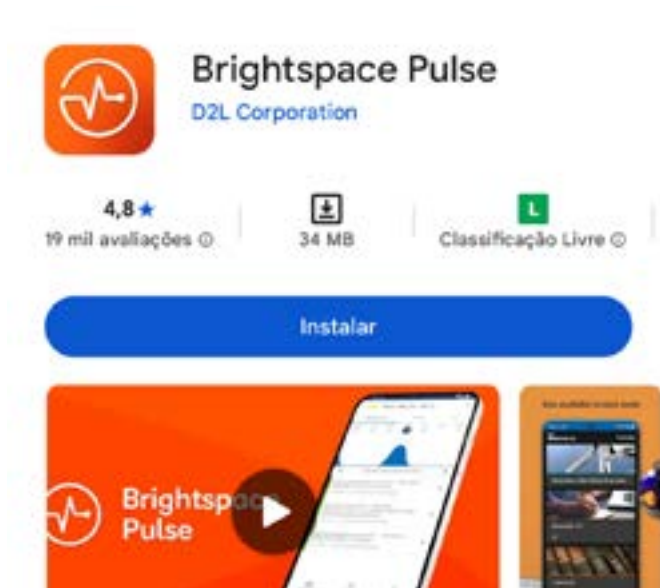 Brightspace Pulse
D2L Corporation
4,8★
19 mil avaliações
34 MB
L
Classificação Livre
Instalar
Brightspace
Pulse